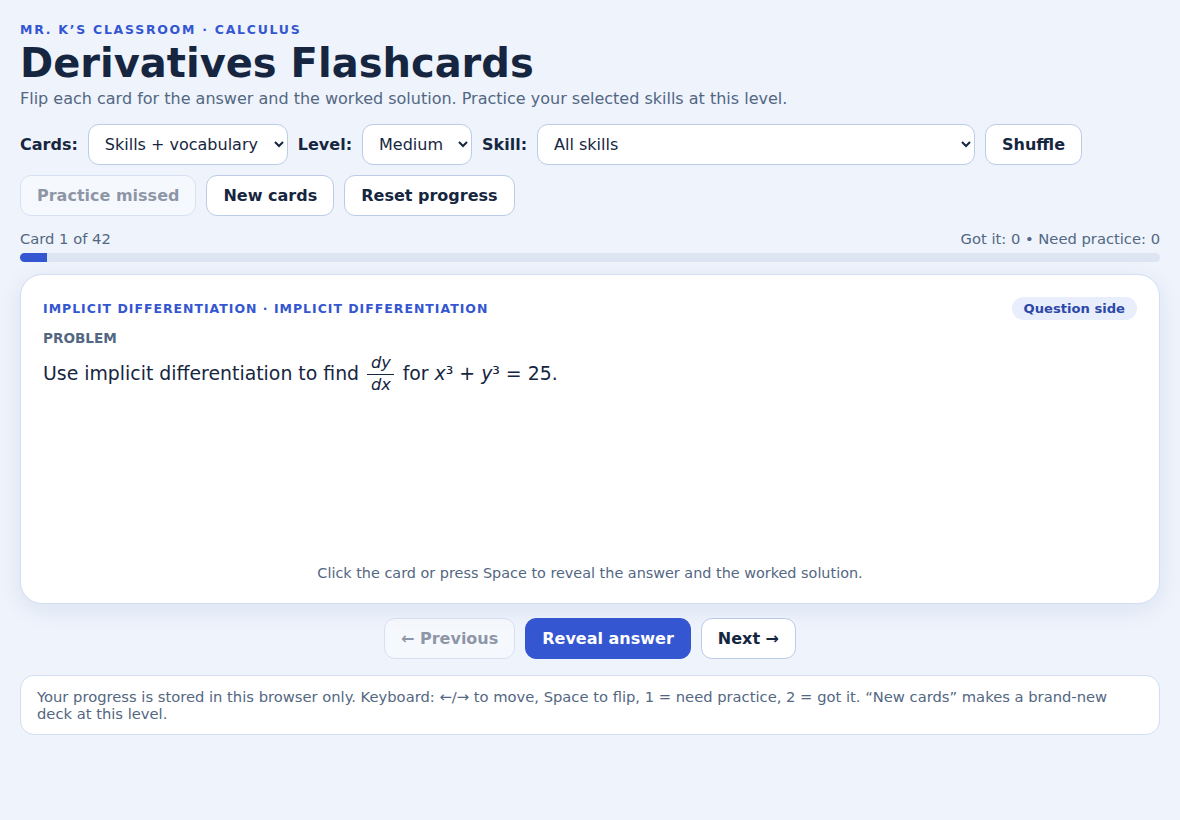 MR. K’S CLASSROOM · CALCULUS
Derivatives Flashcards
Flip each card for the answer and the worked solution. Practice your selected skills at this level.
Cards: Skills + vocabulary Level: Medium Skill: All skills Shuffle
Practice missed New cards Reset progress
Card 1 of 42 Got it: 0 • Need practice: 0
IMPLICIT DIFFERENTIATION · IMPLICIT DIFFERENTIATION Question side
PROBLEM
Use implicit differentiation to find dy/dx for x³ + y³ = 25.
Click the card or press Space to reveal the answer and the worked solution.
← Previous Reveal answer Next →
Your progress is stored in this browser only. Keyboard: ←/→ to move, Space to flip, 1 = need practice, 2 = got it. “New cards” makes a brand-new
deck at this level.